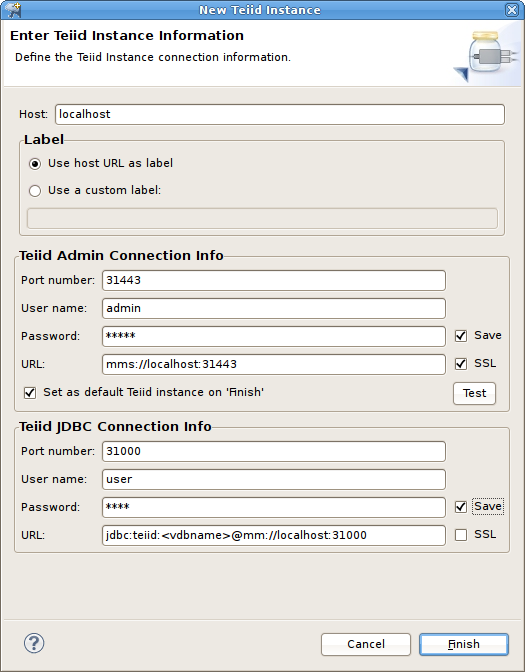 New Teiid Instance
Enter Teiid Instance Information
Define the Teiid Instance connection information.
Host: localhost
Label
Use host URL as label
Use a custom label:
Teiid Admin Connection Info
Port number: 31443
User name: admin
Password: ***** Save
URL: mms://localhost:31443 SSL
Set as default Teiid instance on 'Finish' Test
Teiid JDBC Connection Info
Port number: 31000
User name: user
Password: **** Save
URL: jdbc:teiid:<vdbname>@mm://localhost:31000 SSL
? Cancel Finish